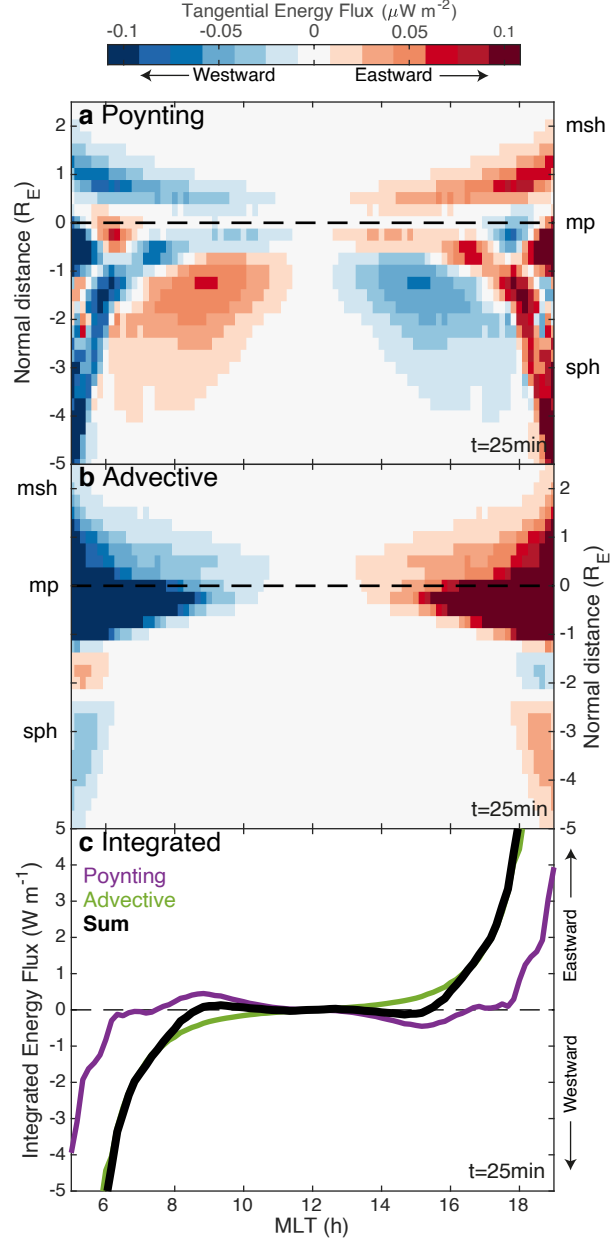 Tangential Energy Flux (μW m⁻²)
-0.1 -0.05 0 0.05 0.1
Westward Eastward
a Poynting
msh
mp
sph
2
1
0
-1
-2
-3
-4
-5
Normal distance (R_E)
t=25min
b Advective
msh
mp
sph
2
1
0
-1
-2
-3
-4
-5
Normal distance (R_E)
t=25min
c Integrated
Poynting
Advective
Sum
5
4
3
2
1
0
-1
-2
-3
-4
-5
Integrated Energy Flux (W m⁻¹)
Eastward
Westward
t=25min
6 8 10 12 14 16 18
MLT (h)